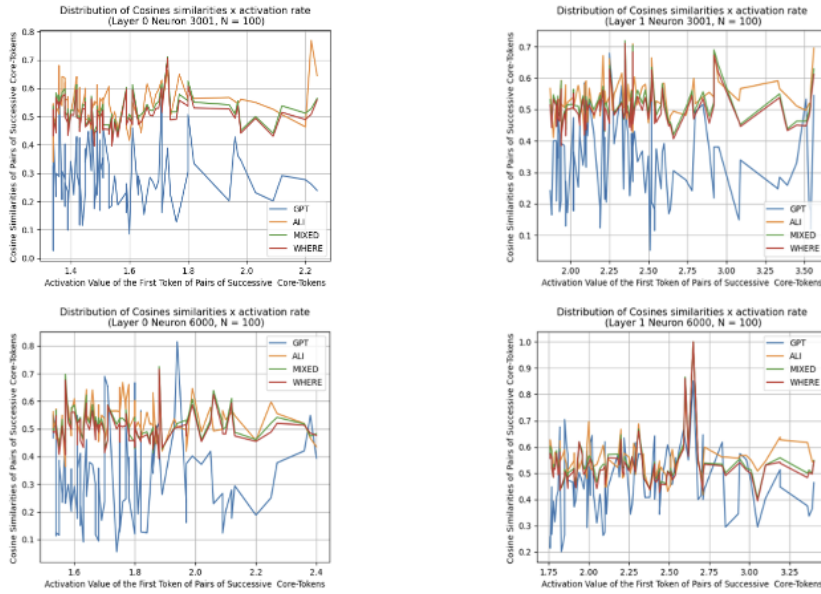 Distribution of Cosines similarities x activation rate
(Layer 0 Neuron 3001, N = 100)
Cosine Similarities of Pairs of Successive Core-Tokens
0.8
0.7
0.6
0.5
0.4
0.3
0.2
0.1
0.0
GPT
ALI
MIXED
WHERE
1.4 1.6 1.8 2.0 2.2
Activation Value of the First Token of Pairs of Successive Core-Tokens
Distribution of Cosines similarities x activation rate
(Layer 1 Neuron 3001, N = 100)
Cosine Similarities of Pairs of Successive Core-Tokens
0.7
0.6
0.5
0.4
0.3
0.2
0.1
GPT
ALI
MIXED
WHERE
2.00 2.25 2.50 2.75 3.00 3.25 3.50
Activation Value of the First Token of Pairs of Successive Core-Tokens
Distribution of Cosines similarities x activation rate
(Layer 0 Neuron 6000, N = 100)
Cosine Similarities of Pairs of Successive Core-Tokens
0.8
0.7
0.6
0.5
0.4
0.3
0.2
0.1
GPT
ALI
MIXED
WHERE
1.6 1.8 2.0 2.2 2.4
Activation Value of the First Token of Pairs of Successive Core-Tokens
Distribution of Cosines similarities x activation rate
(Layer 1 Neuron 6000, N = 100)
Cosine Similarities of Pairs of Successive Core-Tokens
1.0
0.9
0.8
0.7
0.6
0.5
0.4
0.3
0.2
GPT
ALI
MIXED
WHERE
1.75 2.00 2.25 2.50 2.75 3.00 3.25
Activation Value of the First Token of Pairs of Successive Core-Tokens